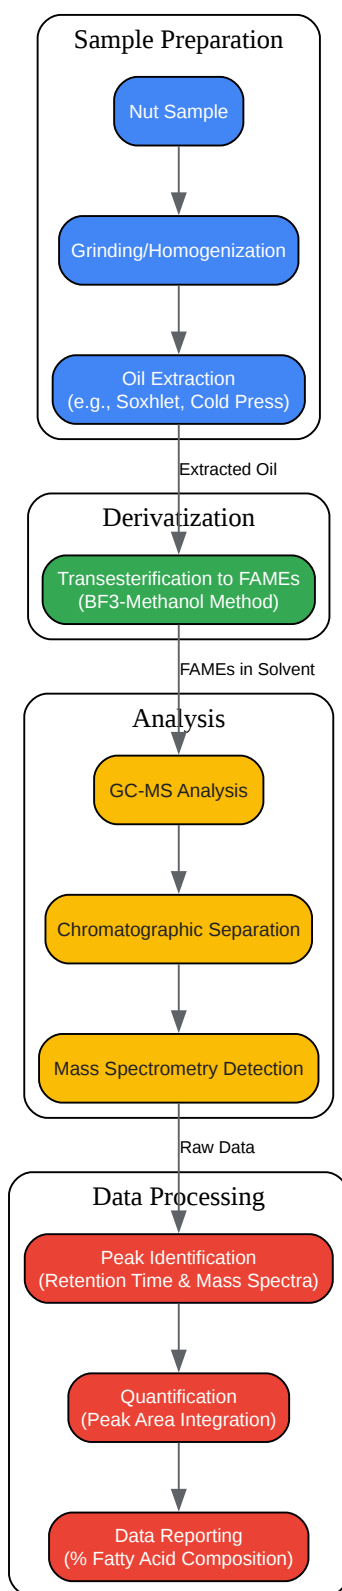 Sample Preparation
Nut Sample
Grinding/Homogenization
Oil Extraction
(e.g., Soxhlet, Cold Press)
Extracted Oil
Derivatization
Transesterification to FAMEs
(BF3-Methanol Method)
FAMEs in Solvent
Analysis
GC-MS Analysis
Chromatographic Separation
Mass Spectrometry Detection
Raw Data
Data Processing
Peak Identification
(Retention Time & Mass Spectra)
Quantification
(Peak Area Integration)
Data Reporting
(% Fatty Acid Composition)